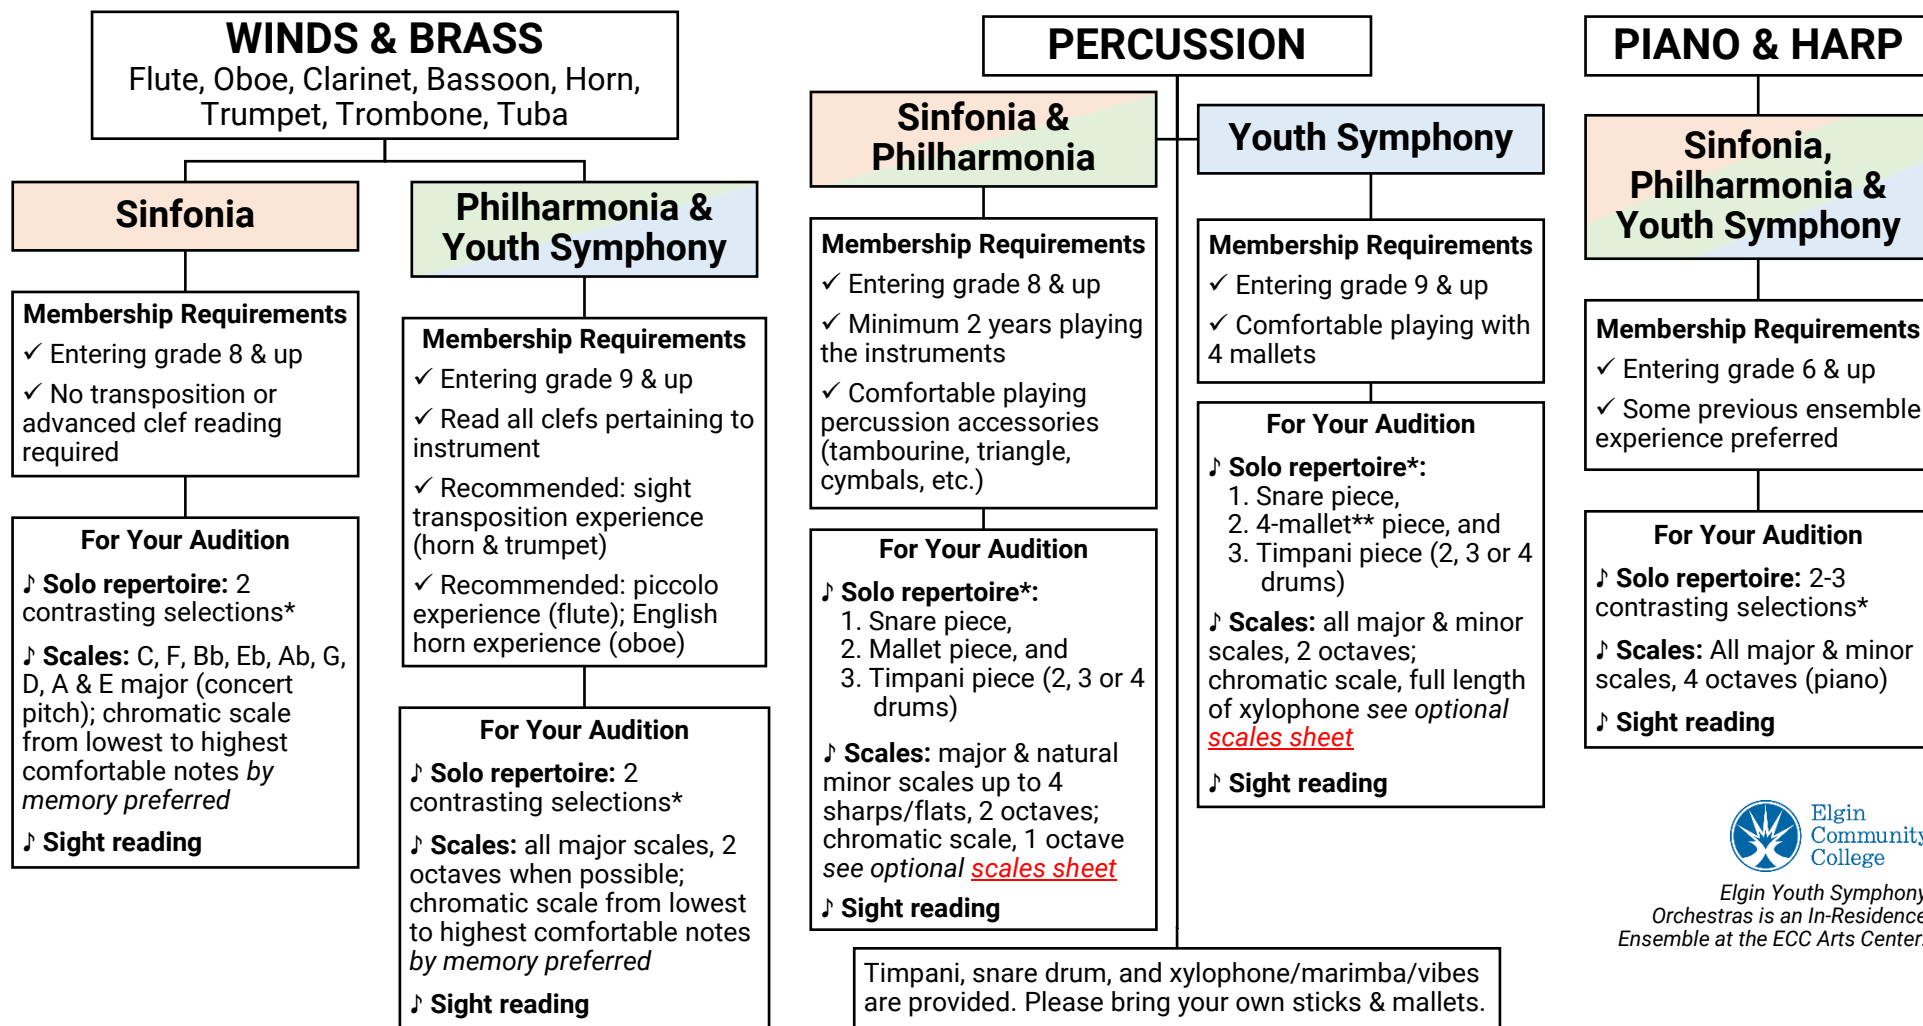 WINDS & BRASS
Flute, Oboe, Clarinet, Bassoon, Horn,
Trumpet, Trombone, Tuba
Sinfonia
Membership Requirements
✓ Entering grade 8 & up
✓ No transposition or
advanced clef reading
required
For Your Audition
♪ Solo repertoire: 2
contrasting selections*
♪ Scales: C, F, Bb, Eb, Ab, G,
D, A & E major (concert
pitch); chromatic scale
from lowest to highest
comfortable notes by
memory preferred
♪ Sight reading
Philharmonia &
Youth Symphony
Membership Requirements
✓ Entering grade 9 & up
✓ Read all clefs pertaining to
instrument
✓ Recommended: sight
transposition experience
(horn & trumpet)
✓ Recommended: piccolo
experience (flute); English
horn experience (oboe)
For Your Audition
♪ Solo repertoire: 2
contrasting selections*
♪ Scales: all major scales, 2
octaves when possible;
chromatic scale from lowest
to highest comfortable notes
by memory preferred
♪ Sight reading
PERCUSSION
Sinfonia &
Philharmonia
Membership Requirements
✓ Entering grade 8 & up
✓ Minimum 2 years playing
the instruments
✓ Comfortable playing
percussion accessories
(tambourine, triangle,
cymbals, etc.)
For Your Audition
♪ Solo repertoire*:
1. Snare piece,
2. Mallet piece, and
3. Timpani piece (2, 3 or 4
drums)
♪ Scales: major & natural
minor scales up to 4
sharps/flats, 2 octaves;
chromatic scale, 1 octave
see optional scales sheet
♪ Sight reading
Youth Symphony
Membership Requirements
✓ Entering grade 9 & up
✓ Comfortable playing with
4 mallets
For Your Audition
♪ Solo repertoire*:
1. Snare piece,
2. 4-mallet** piece, and
3. Timpani piece (2, 3 or 4
drums)
♪ Scales: all major & minor
scales, 2 octaves;
chromatic scale, full length
of xylophone see optional
scales sheet
♪ Sight reading
Timpani, snare drum, and xylophone/marimba/vibes
are provided. Please bring your own sticks & mallets.
PIANO & HARP
Sinfonia,
Philharmonia &
Youth Symphony
Membership Requirements
✓ Entering grade 6 & up
✓ Some previous ensemble
experience preferred
For Your Audition
♪ Solo repertoire: 2-3
contrasting selections*
♪ Scales: All major & minor
scales, 4 octaves (piano)
♪ Sight reading
Elgin
Community
College
Elgin Youth Symphony
Orchestras is an In-Residence
Ensemble at the ECC Arts Center.